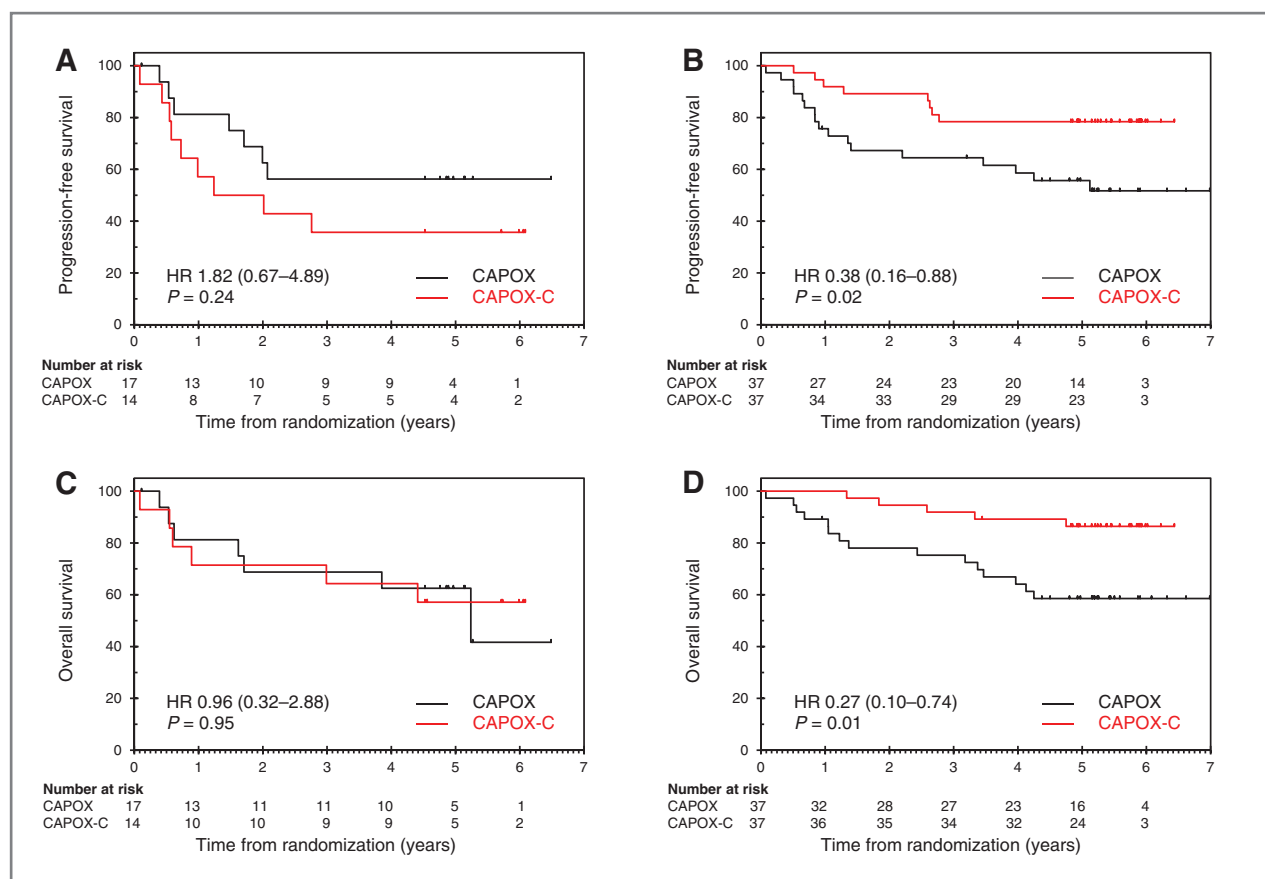 A
Progression-free survival
100
80
60
40
20
0
HR 1.82 (0.67–4.89)
P = 0.24
CAPOX
CAPOX-C
0 1 2 3 4 5 6 7
Number at risk
CAPOX 17 13 10 9 9 4 1
CAPOX-C 14 8 7 5 5 4 2
Time from randomization (years)
B
Progression-free survival
100
80
60
40
20
0
HR 0.38 (0.16–0.88)
P = 0.02
CAPOX
CAPOX-C
0 1 2 3 4 5 6 7
Number at risk
CAPOX 37 27 24 23 20 14 3
CAPOX-C 37 34 33 29 29 23 3
Time from randomization (years)
C
Overall survival
100
80
60
40
20
0
HR 0.96 (0.32–2.88)
P = 0.95
CAPOX
CAPOX-C
0 1 2 3 4 5 6 7
Number at risk
CAPOX 17 13 11 11 10 5 1
CAPOX-C 14 10 10 9 9 5 2
Time from randomization (years)
D
Overall survival
100
80
60
40
20
0
HR 0.27 (0.10–0.74)
P = 0.01
CAPOX
CAPOX-C
0 1 2 3 4 5 6 7
Number at risk
CAPOX 37 32 28 27 23 16 4
CAPOX-C 37 36 35 34 32 24 3
Time from randomization (years)